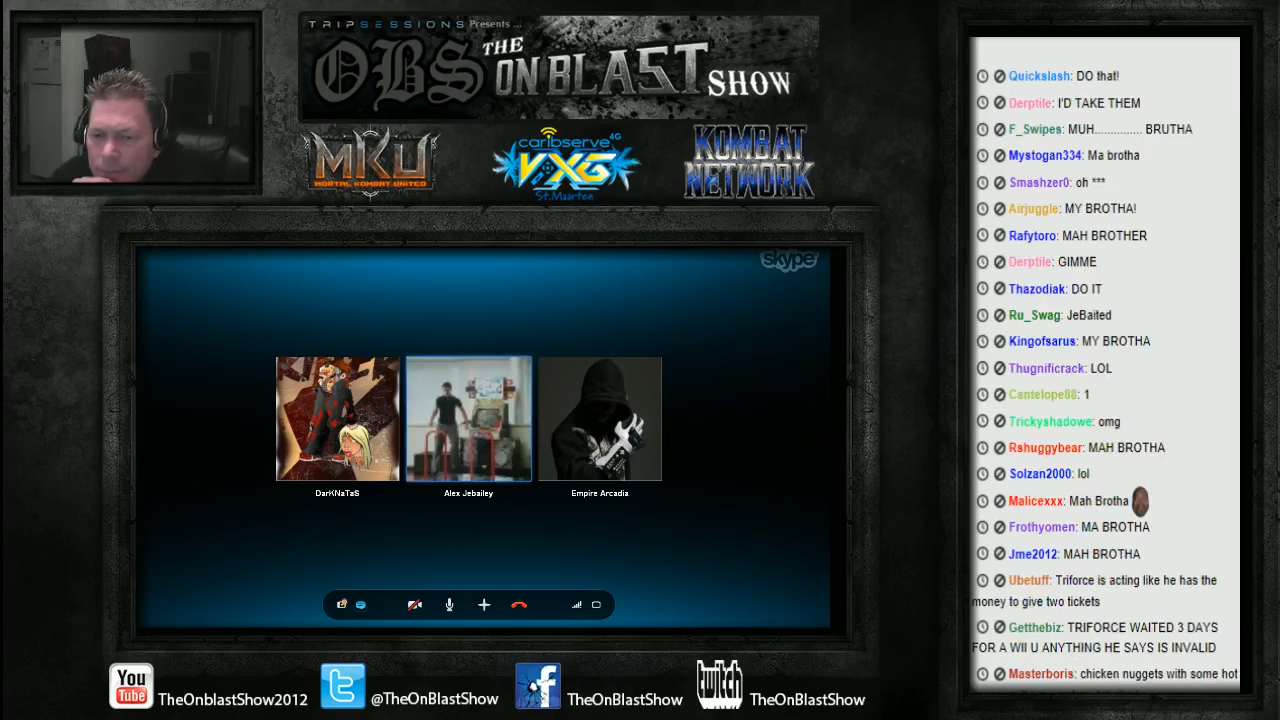 TRIPSESSIONS Presents ...
OBS THE ON BLAST SHOW
MKU
MORTAL KOMBAT UNITED
caribserve 4G
VXG
St.Maarten
KOMBAT
NETWORK
skype
DarKNaTaS
Alex Jebailey
Empire Arcadia
You
Tube
TheOnBlastShow2012
@TheOnBlastShow
TheOnBlastShow
twitch
TheOnBlastShow
Quickslash: DO that!
Derptile: I'D TAKE THEM
F_Swipes: MUH.............. BRUTHA
Mystogan334: Ma brotha
Smashzer0: oh ***
Airjuggle: MY BROTHA!
Rafytoro: MAH BROTHER
Derptile: GIMME
Thazodiak: DO IT
Ru_Swag: JeBaited
Kingofsarus: MY BROTHA
Thugnificrack: LOL
Cantelope88: 1
Trickyshadowe: omg
Rshuggybear: MAH BROTHA
Solzan2000: lol
Malicexxx: Mah Brotha
Frothyomen: MA BROTHA
Jme2012: MAH BROTHA
Ubetuff: Triforce is acting like he has the
money to give two tickets
Getthebiz: TRIFORCE WAITED 3 DAYS
FOR A WII U ANYTHING HE SAYS IS INVALID
Masterboris: chicken nuggets with some hot